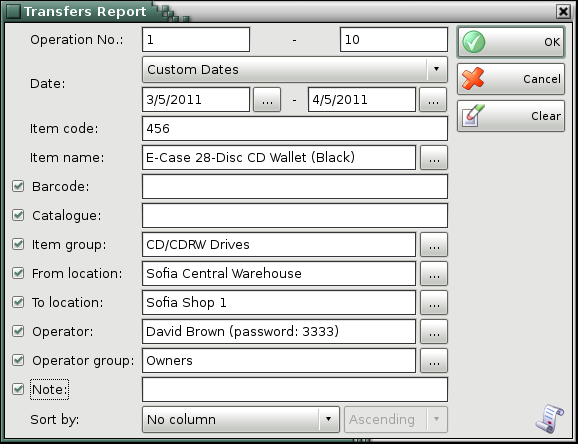 Transfers Report
Operation No.: 1 - 10 OK
Date: Custom Dates Cancel
3/5/2011 ... - 4/5/2011 ... Clear
Item code: 456
Item name: E-Case 28-Disc CD Wallet (Black) ...
Barcode:
Catalogue:
Item group: CD/CDRW Drives ...
From location: Sofia Central Warehouse ...
To location: Sofia Shop 1 ...
Operator: David Brown (password: 3333) ...
Operator group: Owners ...
Note:
Sort by: No column Ascending